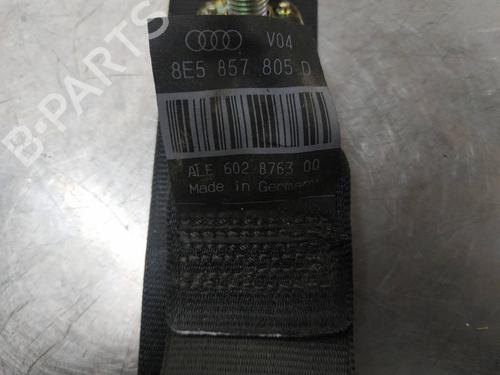 V04
8E5 857 805 D
ALE 602 8763 00
Made in Germany
B-PARTS